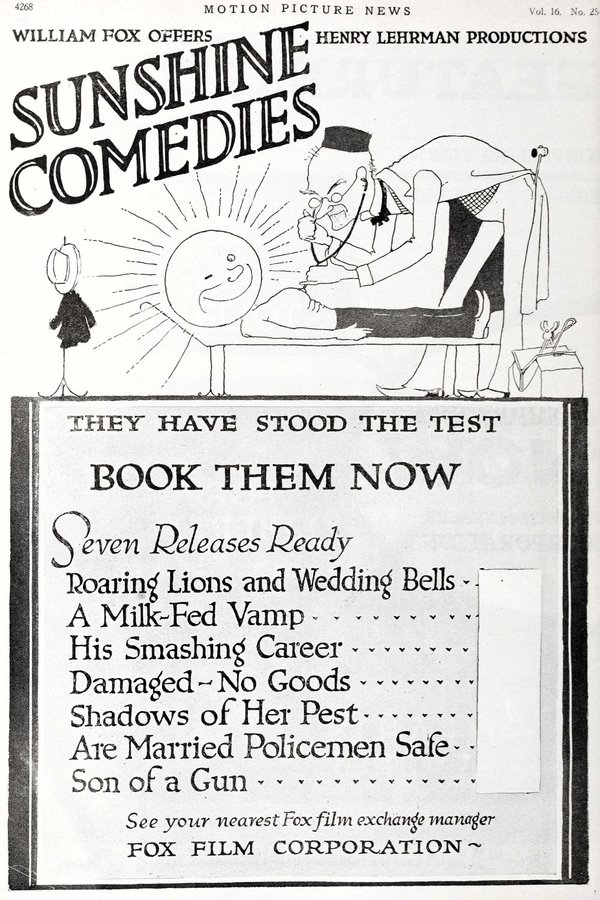 4268
MOTION PICTURE NEWS
Vol. 16. No. 25
WILLIAM FOX OFFERS
HENRY LEHRMAN PRODUCTIONS
SUNSHINE
COMEDIES
THEY HAVE STOOD THE TEST
BOOK THEM NOW
Seven Releases Ready
Roaring Lions and Wedding Bells
A Milk-Fed Vamp
His Smashing Career
Damaged - No Goods
Shadows of Her Pest
Are Married Policemen Safe
Son of a Gun
See your nearest Fox film exchange manager
FOX FILM CORPORATION ~